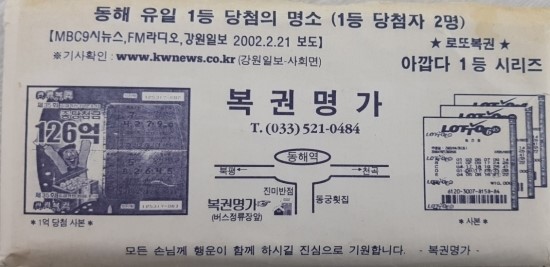 동해 유일 1등 당첨의 명소 (1등 당첨자 2명)
【MBC9시뉴스,FM라디오,강원일보 2002.2.21 보도】
※기사확인 : www.kwnews.co.kr (강원일보-사회면)
★ 로또복권 ★
아깝다 1등 시리즈
복권명가
T. (033) 521-0484
126억
동해역
북평
천곡
진미반점
복권명가
(버스정류장앞)
동궁횟집
LOTTO
* 1억 당첨 사본 *
* 사본 *
모든 손님께 행운이 함께 하시길 진심으로 기원합니다. - 복권명가 -